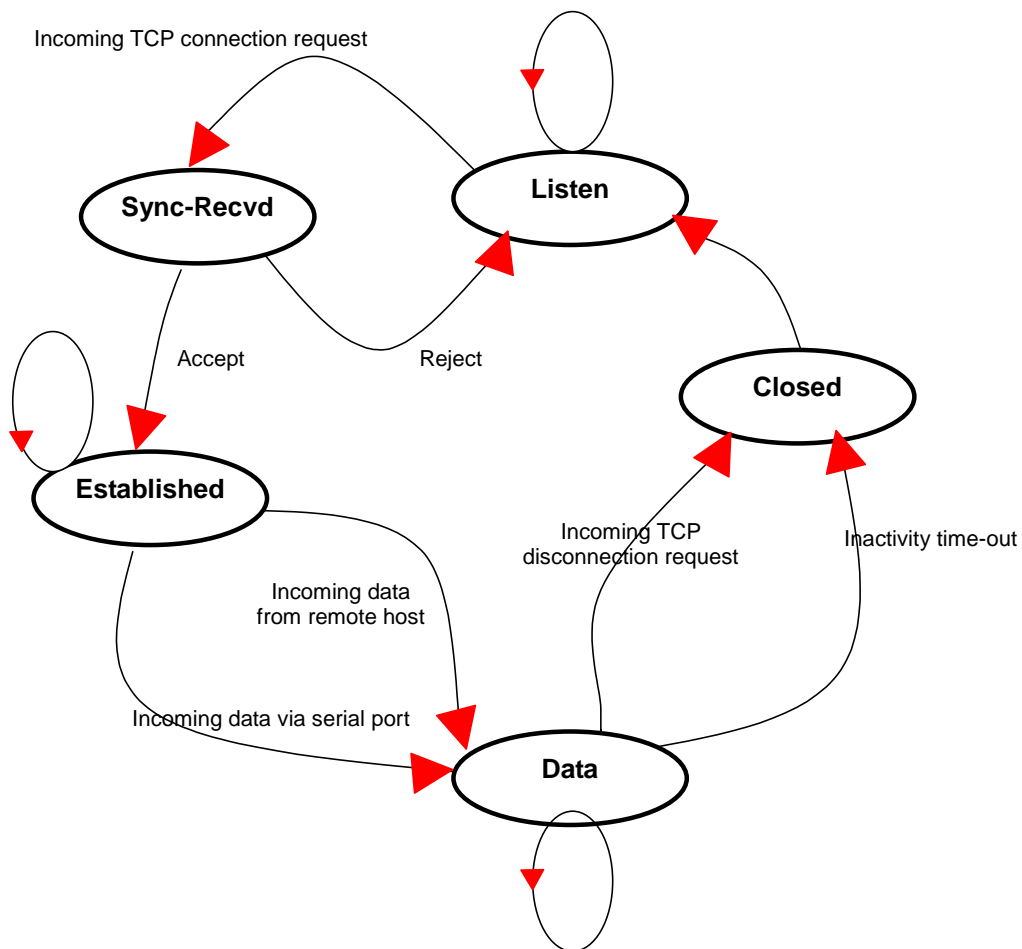 Incoming TCP connection request
Listen
Sync-Recvd
Accept
Reject
Closed
Established
Incoming TCP
disconnection request
Inactivity time-out
Incoming data
from remote host
Incoming data via serial port
Data